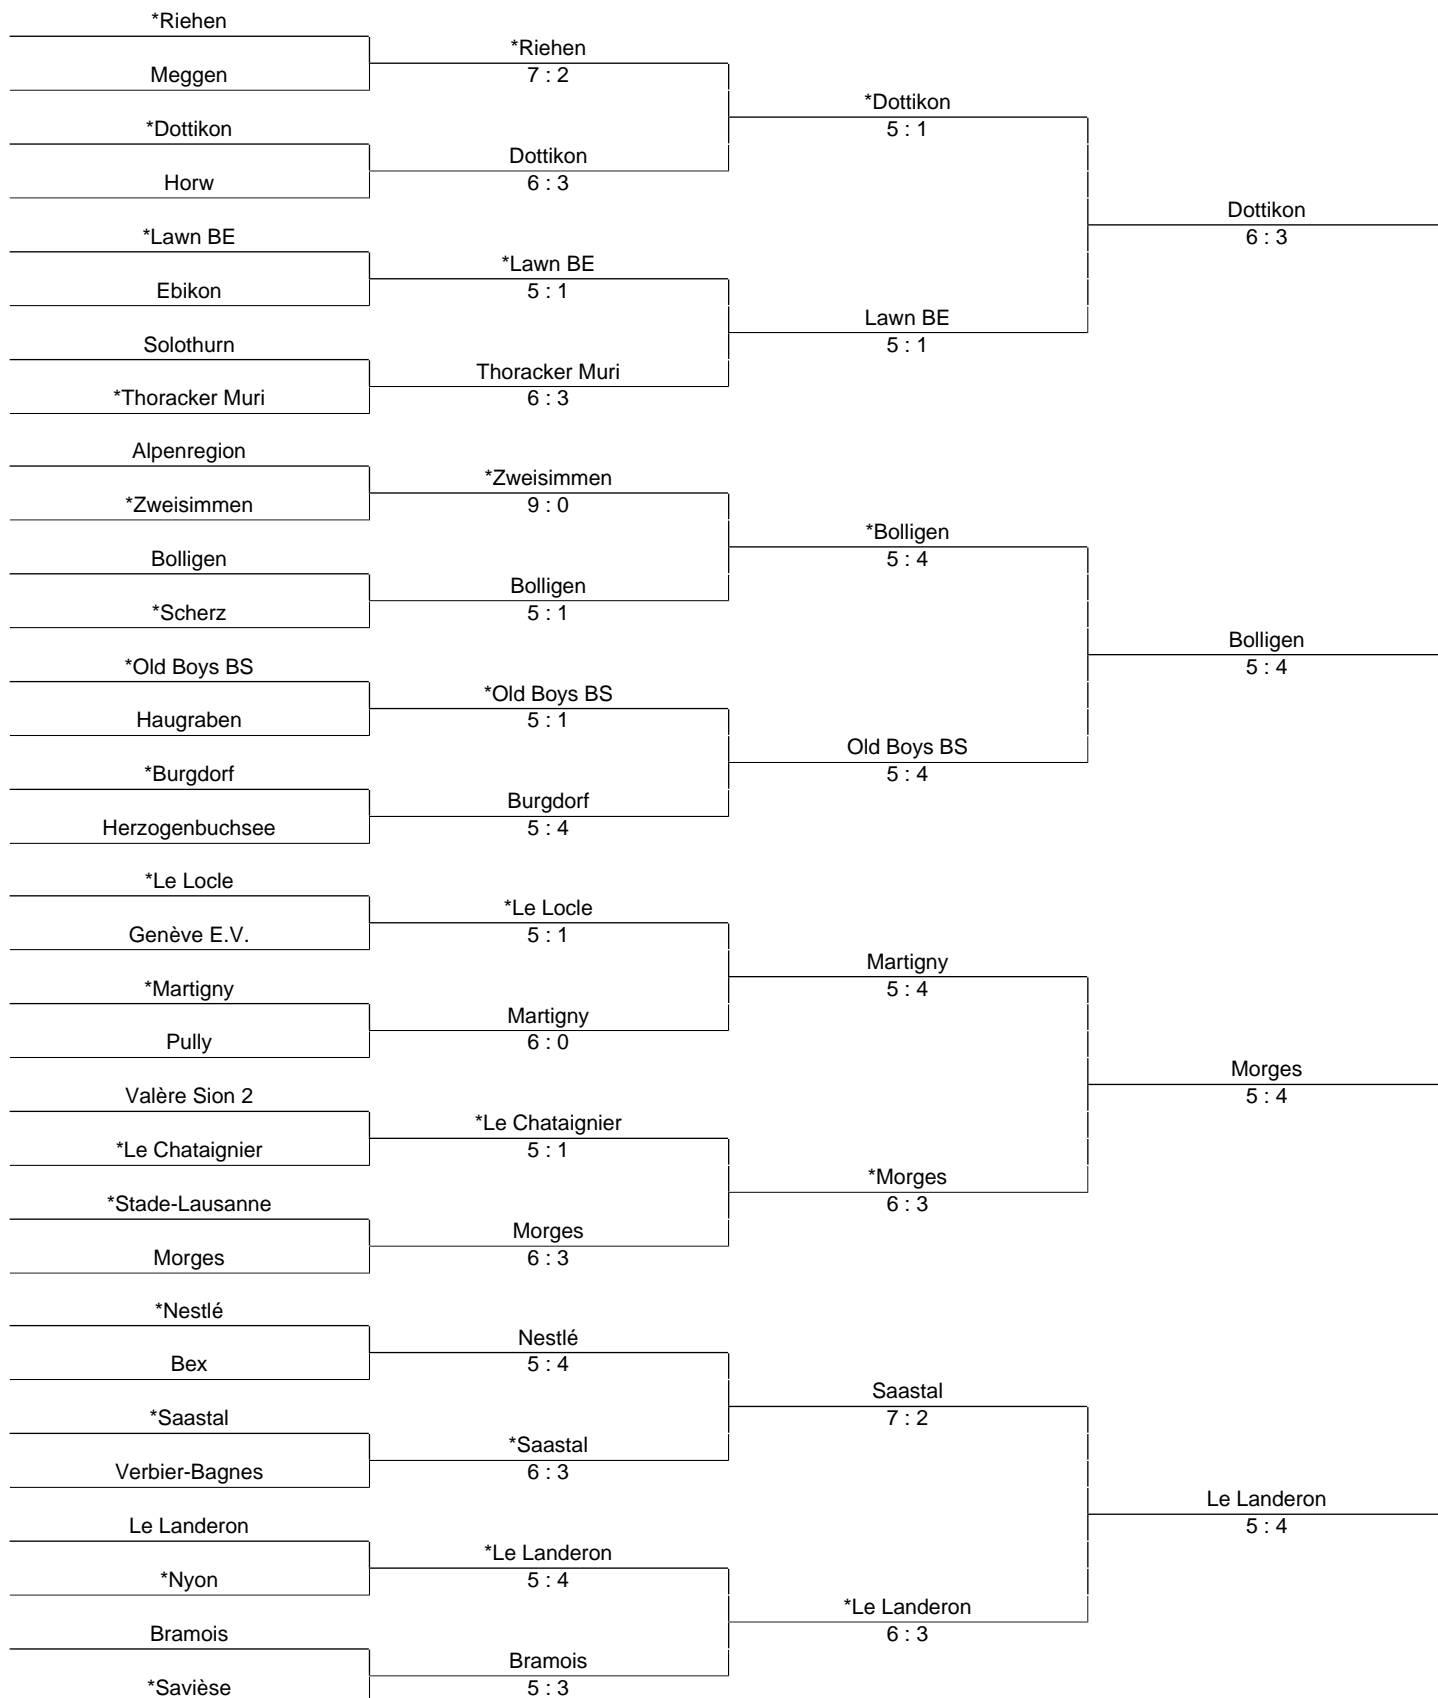 *Riehen
*Riehen
7 : 2
Meggen
*Dottikon
5 : 1
*Dottikon
Dottikon
6 : 3
Horw
Dottikon
6 : 3
*Lawn BE
*Lawn BE
5 : 1
Ebikon
Lawn BE
5 : 1
Solothurn
Thoracker Muri
6 : 3
*Thoracker Muri
Alpenregion
*Zweisimmen
9 : 0
*Zweisimmen
*Bolligen
5 : 4
Bolligen
Bolligen
5 : 1
*Scherz
Bolligen
5 : 4
*Old Boys BS
*Old Boys BS
5 : 1
Haugraben
Old Boys BS
5 : 4
*Burgdorf
Burgdorf
5 : 4
Herzogenbuchsee
*Le Locle
*Le Locle
5 : 1
Genève E.V.
Martigny
5 : 4
*Martigny
Martigny
6 : 0
Pully
Morges
5 : 4
Valère Sion 2
*Le Chataignier
5 : 1
*Le Chataignier
*Morges
6 : 3
*Stade-Lausanne
Morges
6 : 3
Morges
*Nestlé
Nestlé
5 : 4
Bex
Saastal
7 : 2
*Saastal
*Saastal
6 : 3
Verbier-Bagnes
Le Landeron
5 : 4
Le Landeron
*Le Landeron
5 : 4
*Nyon
*Le Landeron
6 : 3
Bramois
Bramois
5 : 3
*Savièse